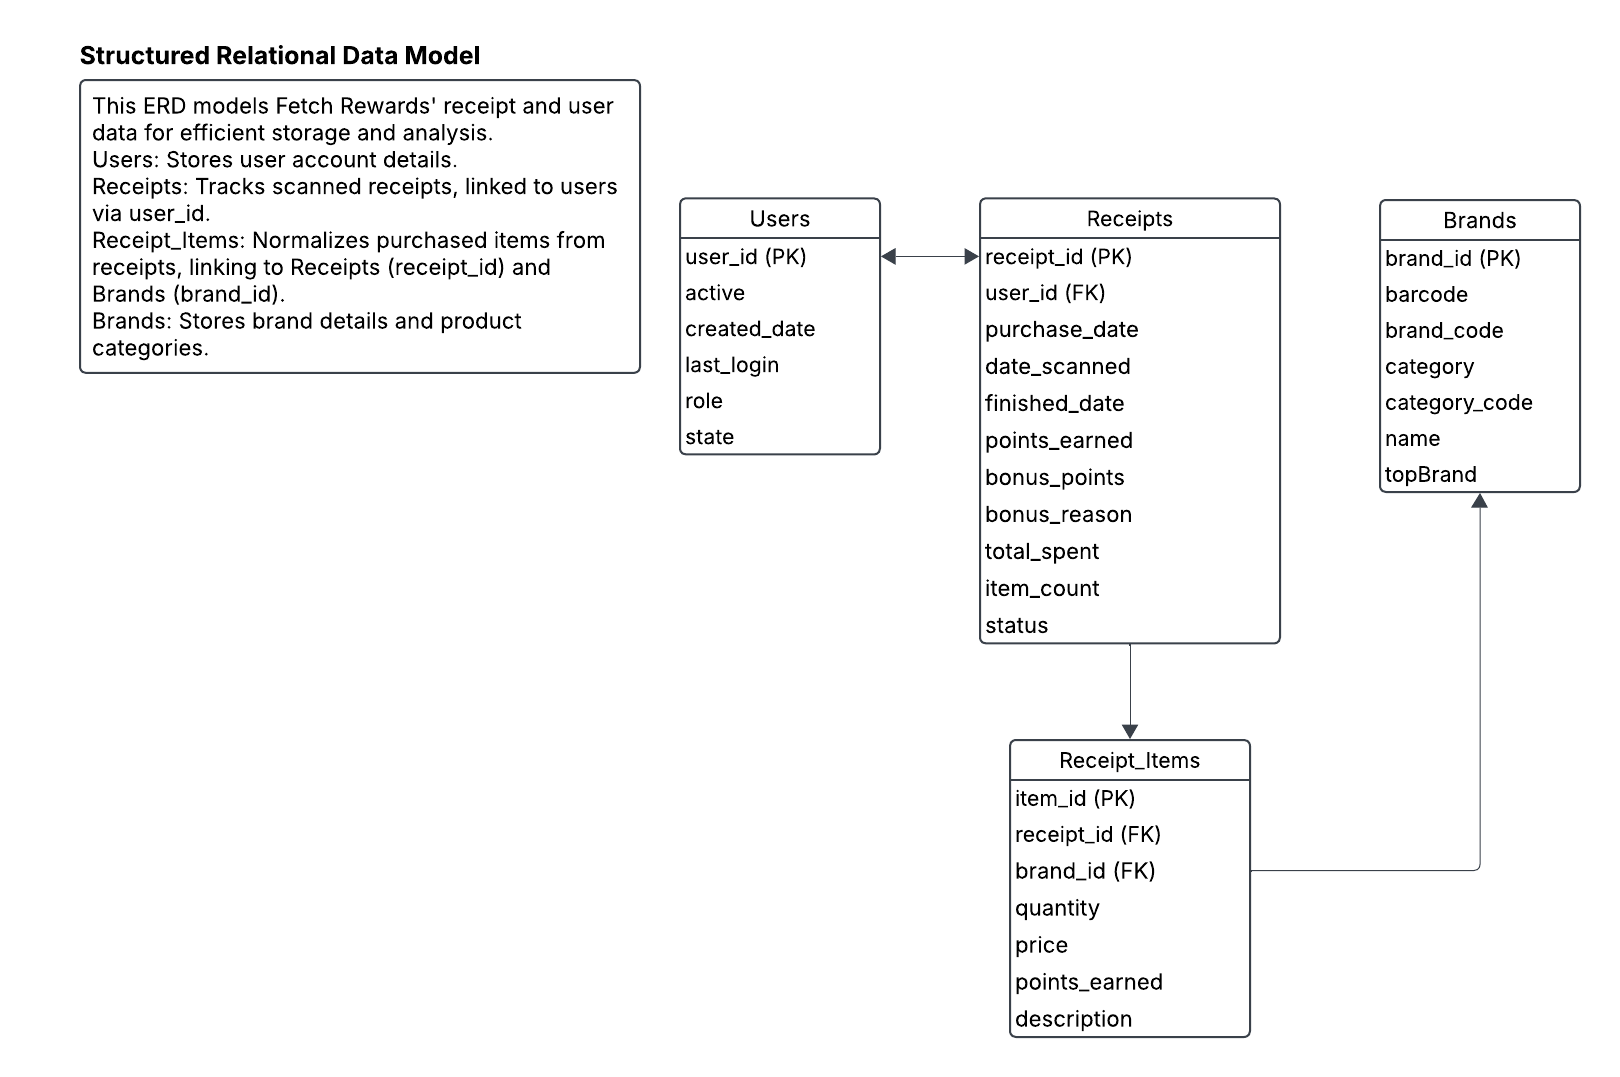 Structured Relational Data Model
This ERD models Fetch Rewards' receipt and user
data for efficient storage and analysis.
Users: Stores user account details.
Receipts: Tracks scanned receipts, linked to users
via user_id.
Receipt_Items: Normalizes purchased items from
receipts, linking to Receipts (receipt_id) and
Brands (brand_id).
Brands: Stores brand details and product
categories.
Users
user_id (PK)
active
created_date
last_login
role
state
Receipts
receipt_id (PK)
user_id (FK)
purchase_date
date_scanned
finished_date
points_earned
bonus_points
bonus_reason
total_spent
item_count
status
Brands
brand_id (PK)
barcode
brand_code
category
category_code
name
topBrand
Receipt_Items
item_id (PK)
receipt_id (FK)
brand_id (FK)
quantity
price
points_earned
description